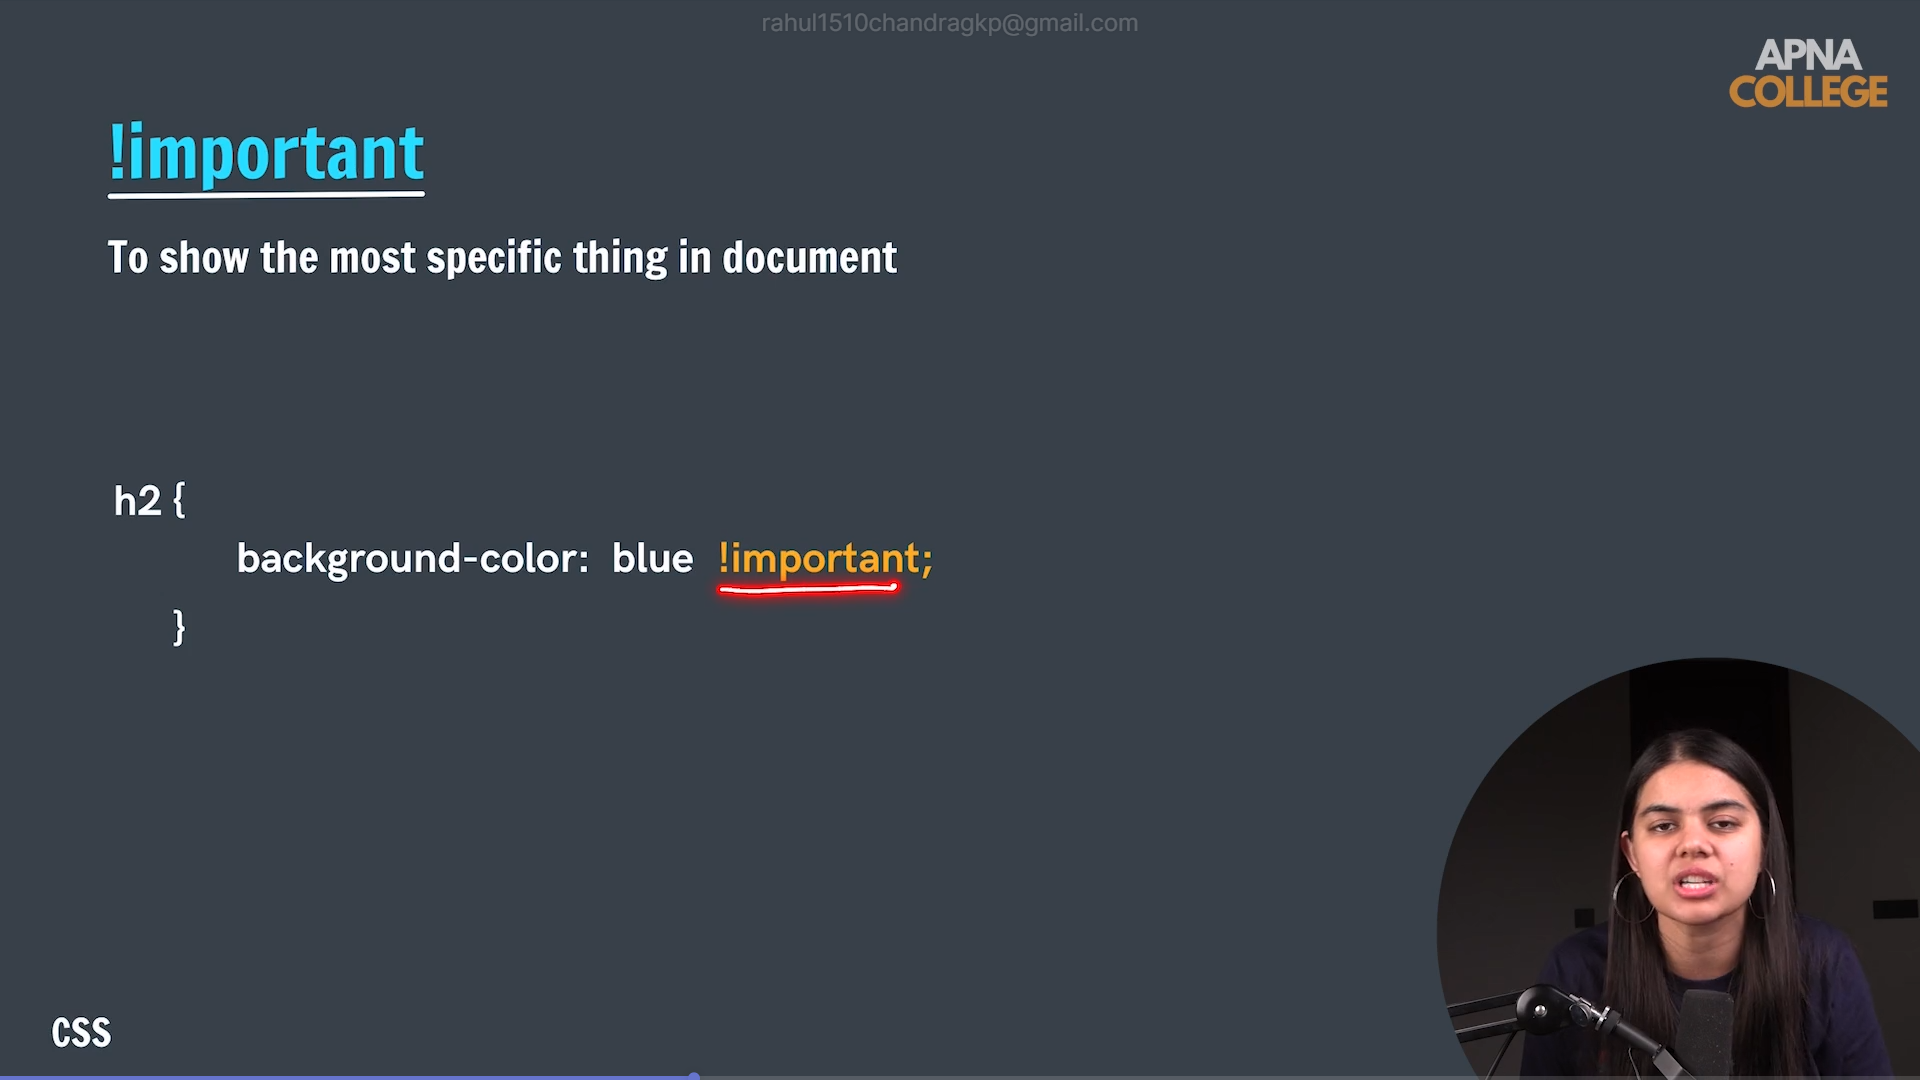 rahul1510chandragkp@gmail.com
APNA
COLLEGE
!important
To show the most specific thing in document
h2 {
background-color: blue !important;
}
CSS